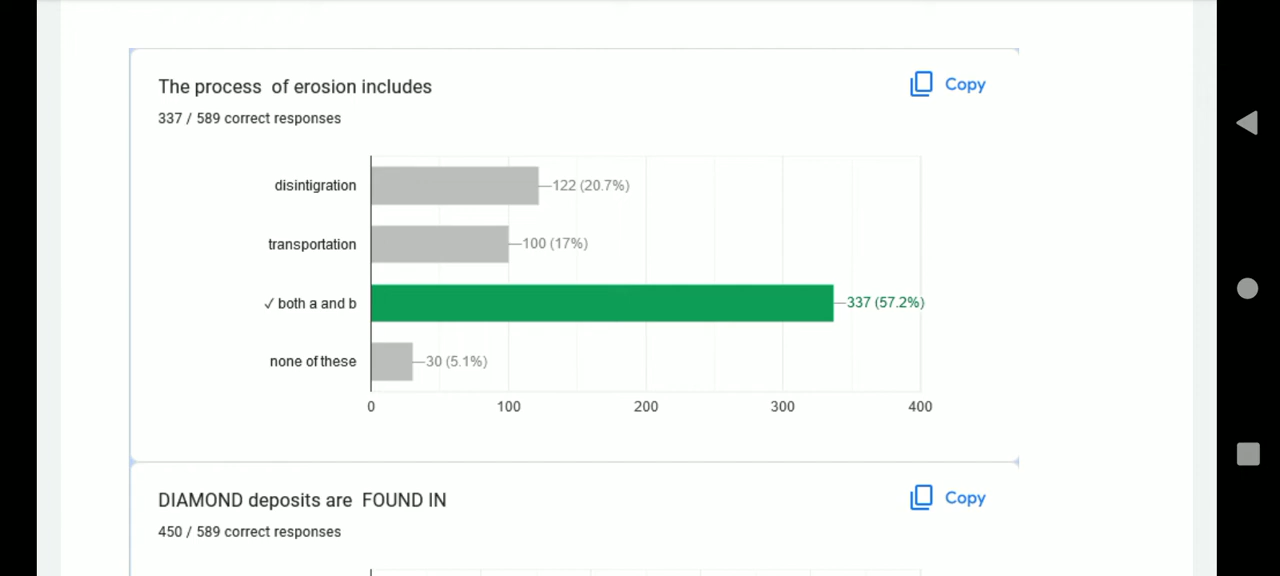 The process of erosion includes
Copy
337 / 589 correct responses
disintigration
122 (20.7%)
transportation
100 (17%)
✓ both a and b
337 (57.2%)
none of these
30 (5.1%)
0 100 200 300 400
DIAMOND deposits are FOUND IN
Copy
450 / 589 correct responses